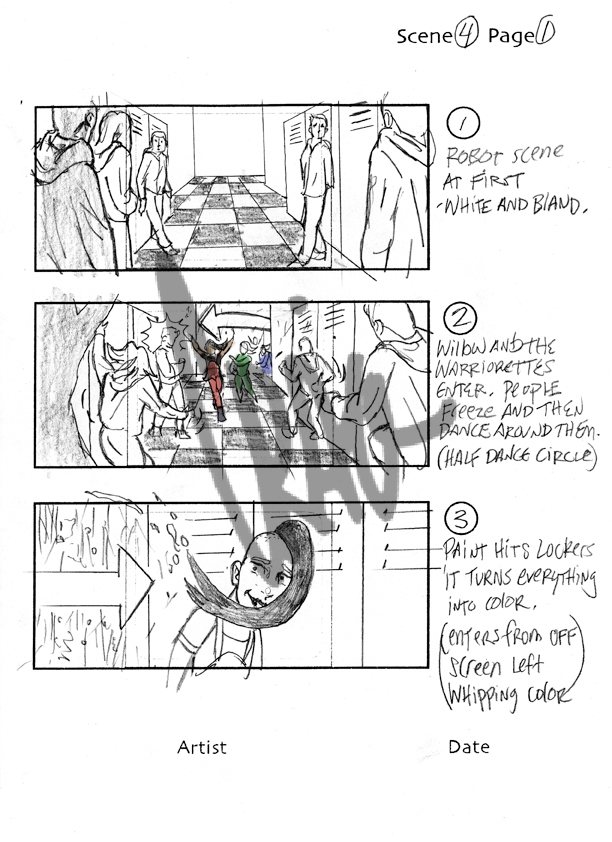 Scene 4 Page 1
1
ROBOT SCENE
AT FIRST
-WHITE AND BLAND.
2
WILLOW AND THE
WARRIORETTES
ENTER. PEOPLE
FREEZE AND THEN
DANCE AROUND THEM.
(HALF DANCE CIRCLE)
3
PAINT HITS LOCKERS
IT TURNS EVERYTHING
INTO COLOR.
(ENTERS FROM OFF
SCREEN LEFT
WHIPPING COLOR)
Artist Date